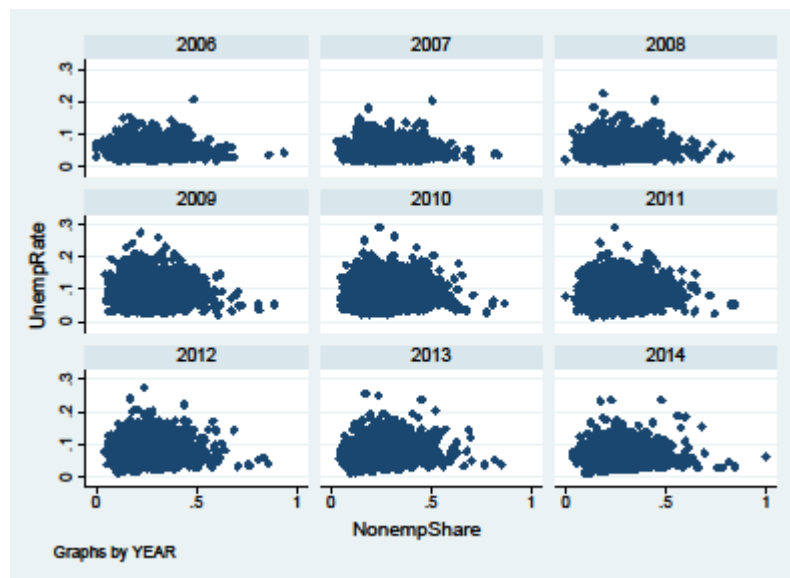 2006 2007 2008
.3
.2
.1
0
2009 2010 2011
.3
.2
.1
0
2012 2013 2014
.3
.2
.1
0
UnempRate
0 .5 1 0 .5 1 0 .5 1
NonempShare
Graphs by YEAR